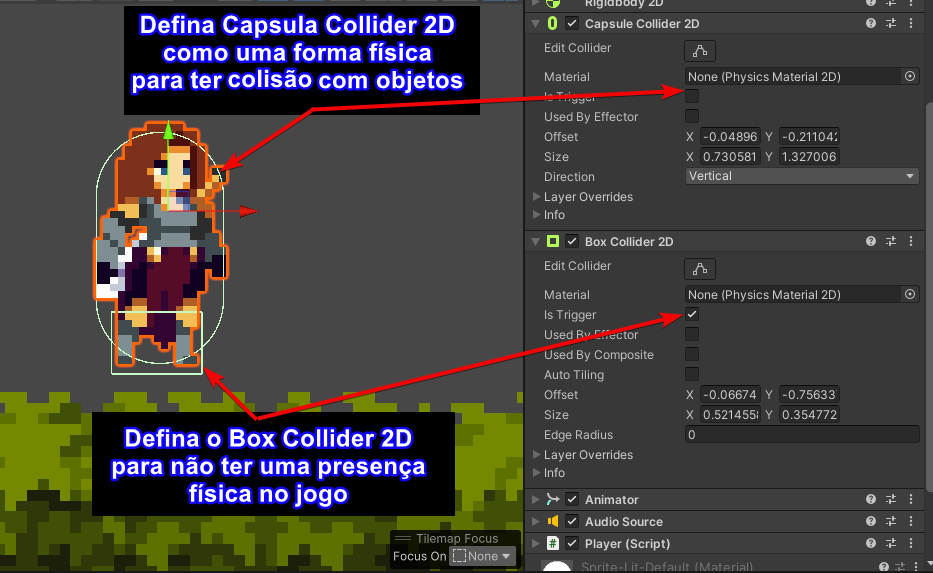 Defina Capsula Collider 2D
como uma forma física
para ter colisão com objetos
Defina o Box Collider 2D
para não ter uma presença
física no jogo
Tilemap Focus
Focus On None
Rigidbody 2D
Capsule Collider 2D
Edit Collider
Material None (Physics Material 2D)
Is Trigger
Used By Effector
Offset X -0.04896 Y -0.211042
Size X 0.730581 Y 1.327006
Direction Vertical
Layer Overrides
Info
Box Collider 2D
Edit Collider
Material None (Physics Material 2D)
Is Trigger
Used By Effector
Used By Composite
Auto Tiling
Offset X -0.06674 Y -0.75633
Size X 0.5214558 Y 0.354772
Edge Radius 0
Layer Overrides
Info
Animator
Audio Source
# Player (Script)
Sprite-Lit-Default (Material)